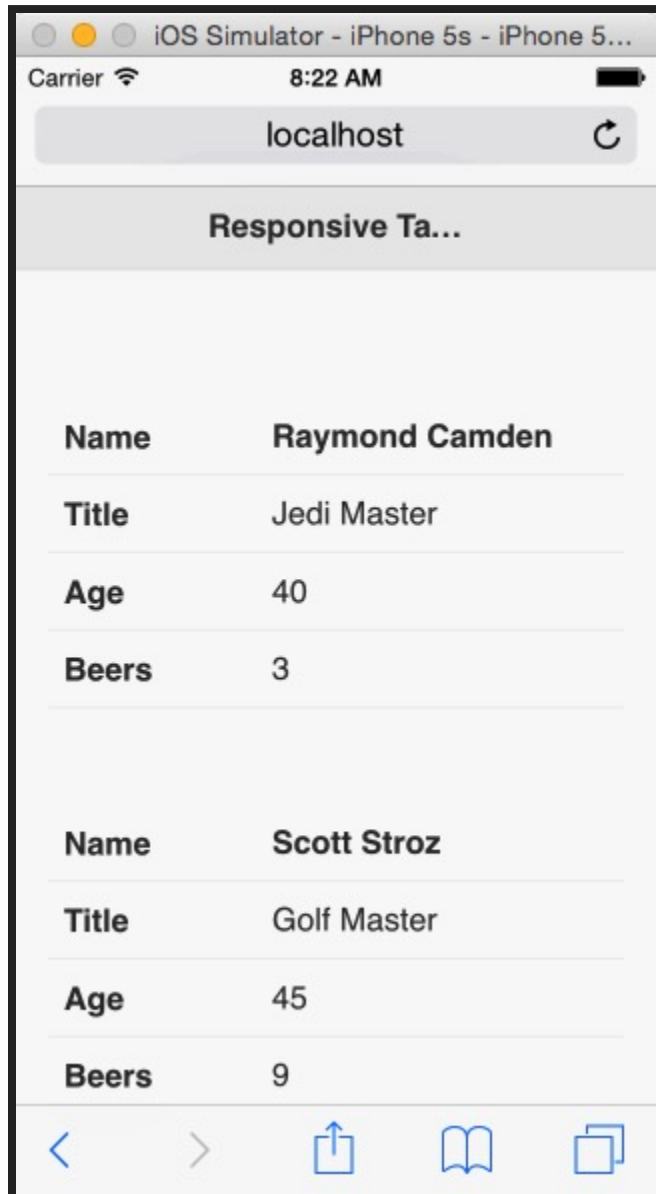 iOS Simulator - iPhone 5s - iPhone 5...
Carrier 8:22 AM
localhost
Responsive Ta...
Name Raymond Camden
Title Jedi Master
Age 40
Beers 3
Name Scott Stroz
Title Golf Master
Age 45
Beers 9